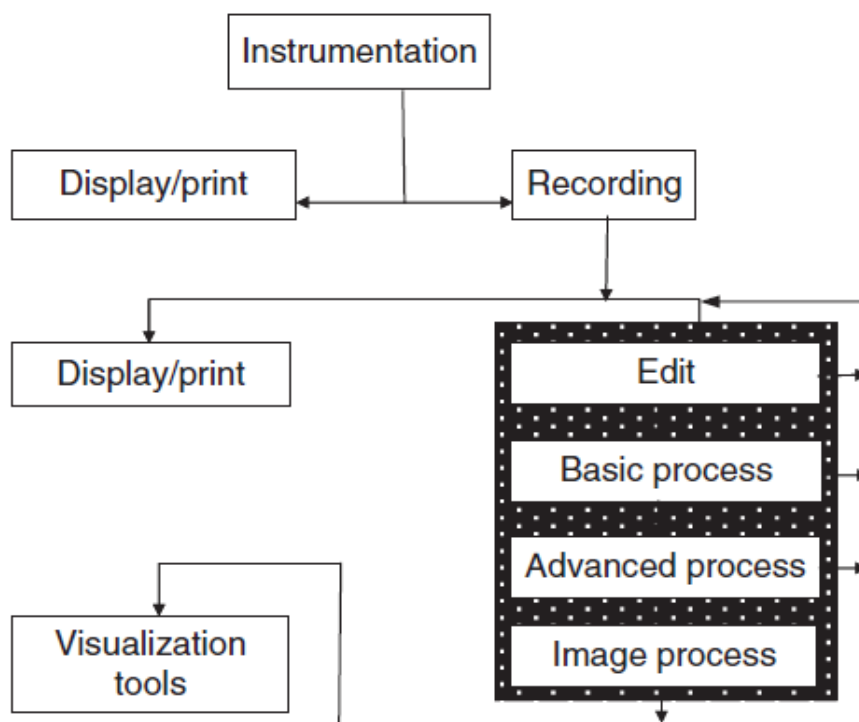 Instrumentation
Display/print
Recording
Display/print
Edit
Basic process
Advanced process
Image process
Visualization
tools